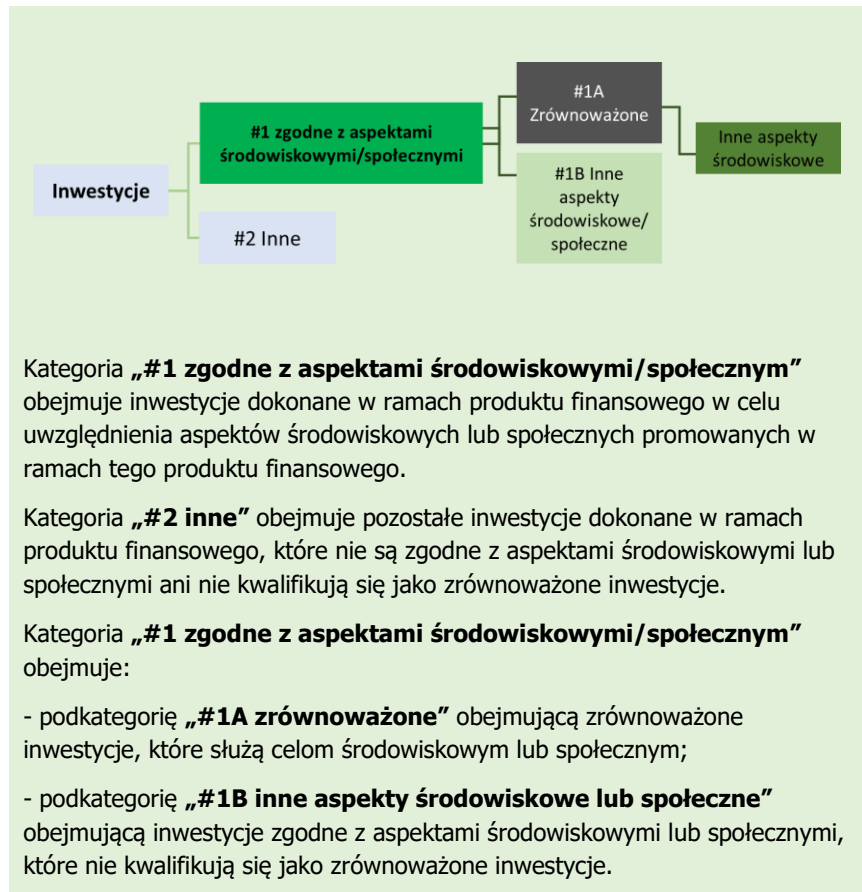 #1A
Zrównoważone
#1 zgodne z aspektami
środowiskowymi/społecznymi
Inne aspekty
środowiskowe
Inwestycje
#1B Inne
aspekty
środowiskowe/
społeczne
#2 Inne
Kategoria „#1 zgodne z aspektami środowiskowymi/społecznym”
obejmuje inwestycje dokonane w ramach produktu finansowego w celu
uwzględnienia aspektów środowiskowych lub społecznych promowanych w
ramach tego produktu finansowego.
Kategoria „#2 inne” obejmuje pozostałe inwestycje dokonane w ramach
produktu finansowego, które nie są zgodne z aspektami środowiskowymi lub
społecznymi ani nie kwalifikują się jako zrównoważone inwestycje.
Kategoria „#1 zgodne z aspektami środowiskowymi/społecznym”
obejmuje:
- podkategorię „#1A zrównoważone” obejmującą zrównoważone
inwestycje, które służą celom środowiskowym lub społecznym;
- podkategorię „#1B inne aspekty środowiskowe lub społeczne”
obejmującą inwestycje zgodne z aspektami środowiskowymi lub społecznymi,
które nie kwalifikują się jako zrównoważone inwestycje.